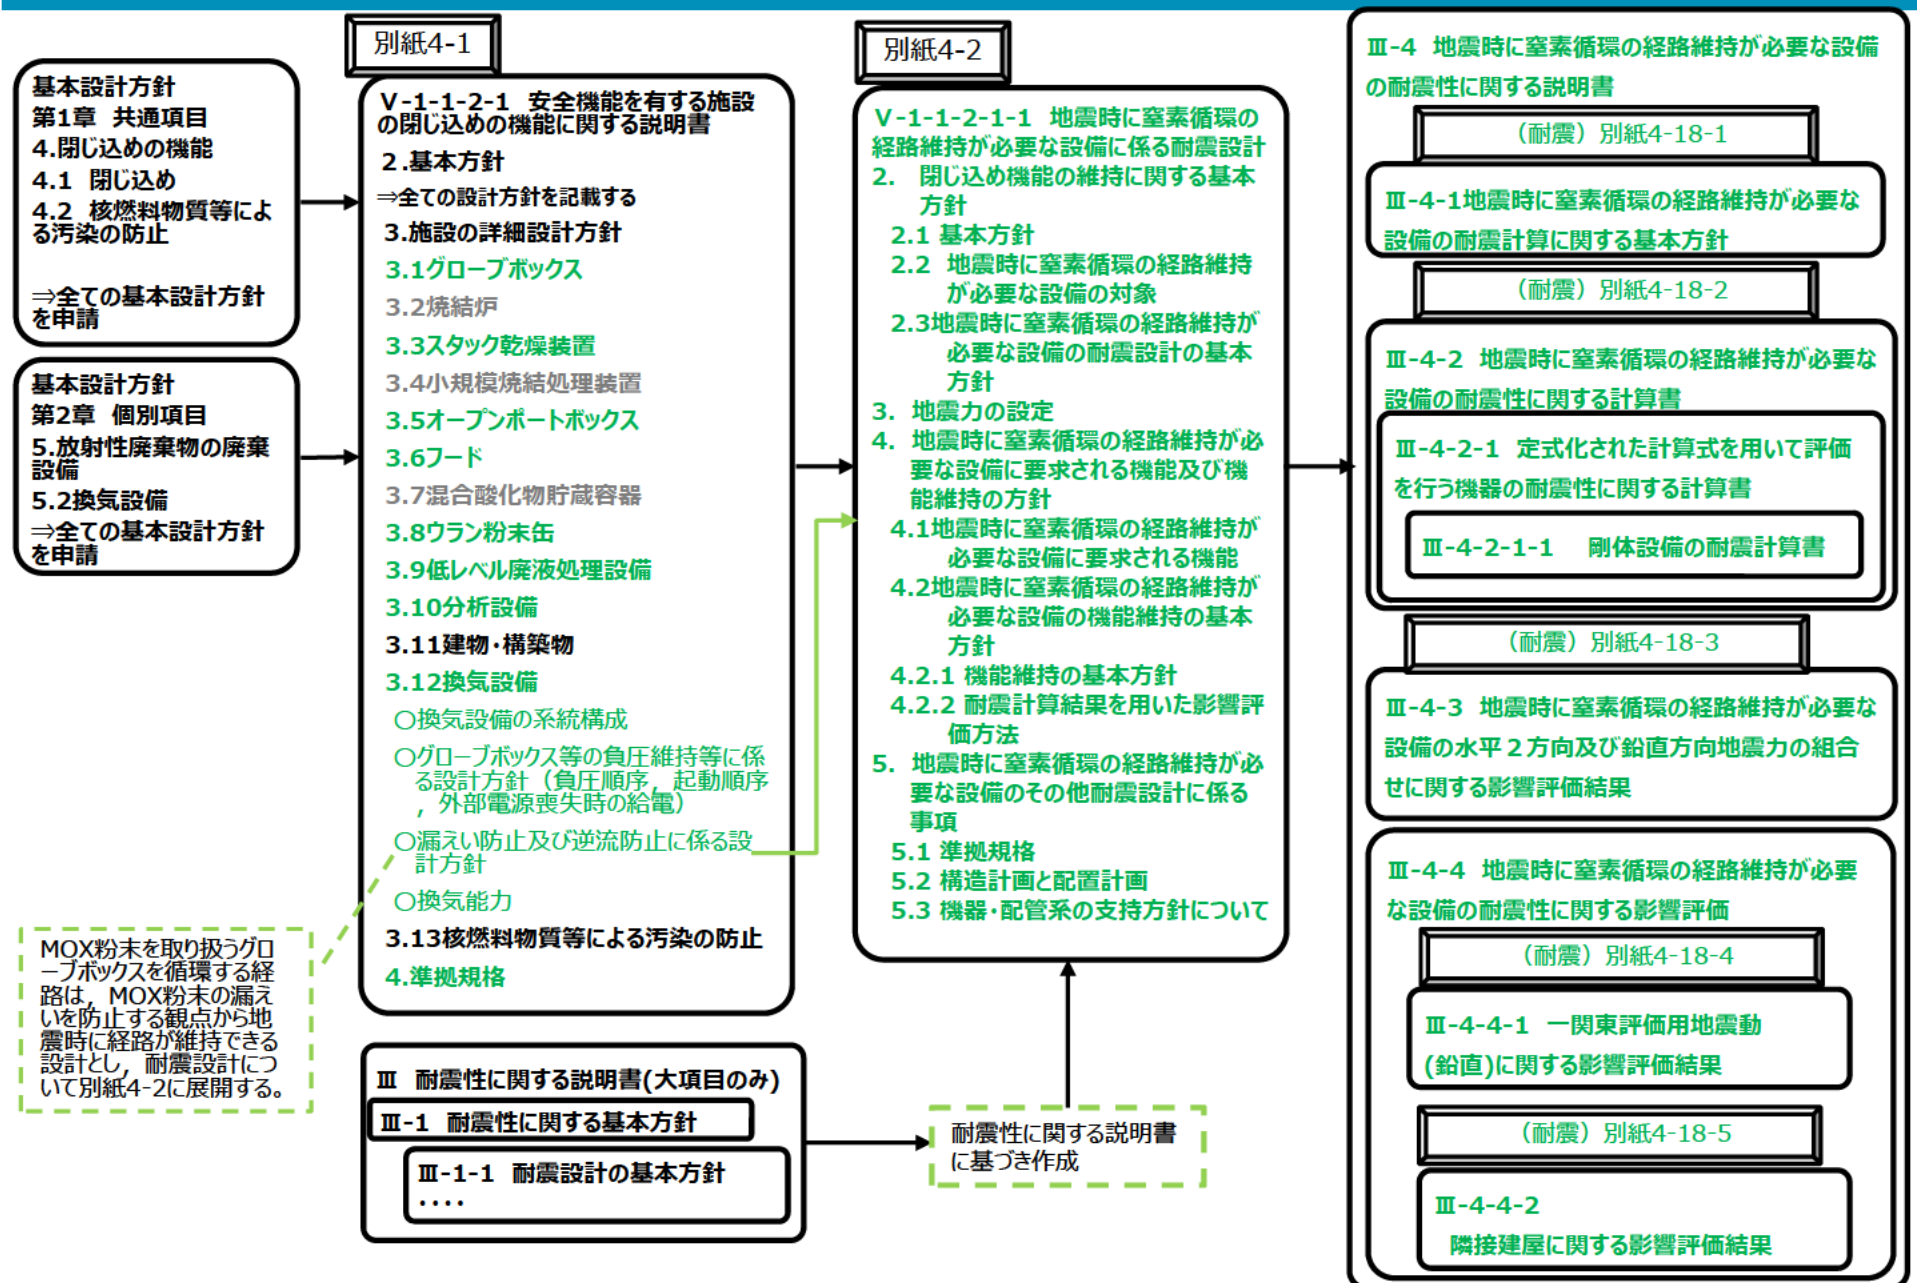 基本設計方針
第1章 共通項目
4.閉じ込めの機能
4.1 閉じ込め
4.2 核燃料物質等によ
る汚染の防止
⇒全ての基本設計方針
を申請
基本設計方針
第2章 個別項目
5.放射性廃棄物の廃棄
設備
5.2換気設備
⇒全ての基本設計方針
を申請
MOX粉末を取り扱うグロ
ーブボックスを循環する経
路は，MOX粉末の漏え
いを防止する観点から地
震時に経路が維持できる
設計とし，耐震設計につ
いて別紙4-2に展開する。
別紙4-1
Ⅴ-1-1-2-1 安全機能を有する施設
の閉じ込めの機能に関する説明書
2.基本方針
⇒全ての設計方針を記載する
3.施設の詳細設計方針
3.1グローブボックス
3.2焼結炉
3.3スタック乾燥装置
3.4小規模焼結処理装置
3.5オープンポートボックス
3.6フード
3.7混合酸化物貯蔵容器
3.8ウラン粉末缶
3.9低レベル廃液処理設備
3.10分析設備
3.11建物・構築物
3.12換気設備
○換気設備の系統構成
○グローブボックス等の負圧維持等に係
る設計方針（負圧順序，起動順序
，外部電源喪失時の給電）
○漏えい防止及び逆流防止に係る設
計方針
○換気能力
3.13核燃料物質等による汚染の防止
4.準拠規格
Ⅲ 耐震性に関する説明書(大項目のみ)
Ⅲ-1 耐震性に関する基本方針
Ⅲ-1-1 耐震設計の基本方針
････
別紙4-2
Ⅴ-1-1-2-1-1 地震時に窒素循環の
経路維持が必要な設備に係る耐震設計
2. 閉じ込め機能の維持に関する基本
方針
2.1 基本方針
2.2 地震時に窒素循環の経路維持
が必要な設備の対象
2.3地震時に窒素循環の経路維持が
必要な設備の耐震設計の基本
方針
3. 地震力の設定
4. 地震時に窒素循環の経路維持が必
要な設備に要求される機能及び機
能維持の方針
4.1地震時に窒素循環の経路維持が
必要な設備に要求される機能
4.2地震時に窒素循環の経路維持が
必要な設備の機能維持の基本
方針
4.2.1 機能維持の基本方針
4.2.2 耐震計算結果を用いた影響評
価方法
5. 地震時に窒素循環の経路維持が必
要な設備のその他耐震設計に係る
事項
5.1 準拠規格
5.2 構造計画と配置計画
5.3 機器・配管系の支持方針について
耐震性に関する説明書
に基づき作成
Ⅲ-4 地震時に窒素循環の経路維持が必要な設備
の耐震性に関する説明書
（耐震）別紙4-18-1
Ⅲ-4-1地震時に窒素循環の経路維持が必要な
設備の耐震計算に関する基本方針
（耐震）別紙4-18-2
Ⅲ-4-2 地震時に窒素循環の経路維持が必要な
設備の耐震性に関する計算書
Ⅲ-4-2-1 定式化された計算式を用いて評価
を行う機器の耐震性に関する計算書
Ⅲ-4-2-1-1 剛体設備の耐震計算書
（耐震）別紙4-18-3
Ⅲ-4-3 地震時に窒素循環の経路維持が必要な
設備の水平２方向及び鉛直方向地震力の組合
せに関する影響評価結果
Ⅲ-4-4 地震時に窒素循環の経路維持が必要
な設備の耐震性に関する影響評価
（耐震）別紙4-18-4
Ⅲ-4-4-1 一関東評価用地震動
(鉛直)に関する影響評価結果
（耐震）別紙4-18-5
Ⅲ-4-4-2
隣接建屋に関する影響評価結果